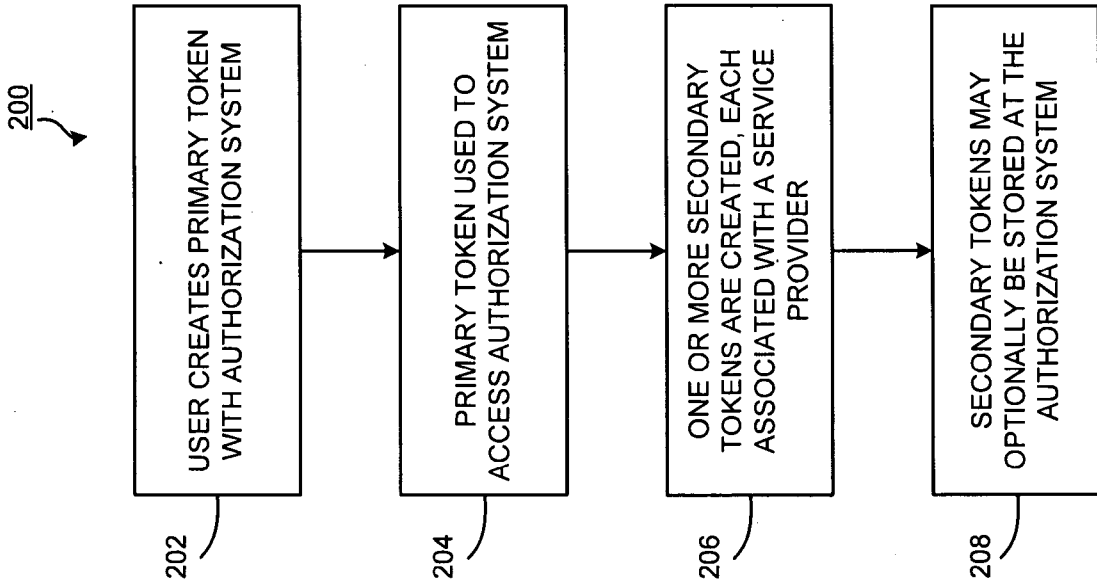 200
202
USER CREATES PRIMARY TOKEN
WITH AUTHORIZATION SYSTEM
204
PRIMARY TOKEN USED TO
ACCESS AUTHORIZATION SYSTEM
206
ONE OR MORE SECONDARY
TOKENS ARE CREATED, EACH
ASSOCIATED WITH A SERVICE
PROVIDER
208
SECONDARY TOKENS MAY
OPTIONALLY BE STORED AT THE
AUTHORIZATION SYSTEM